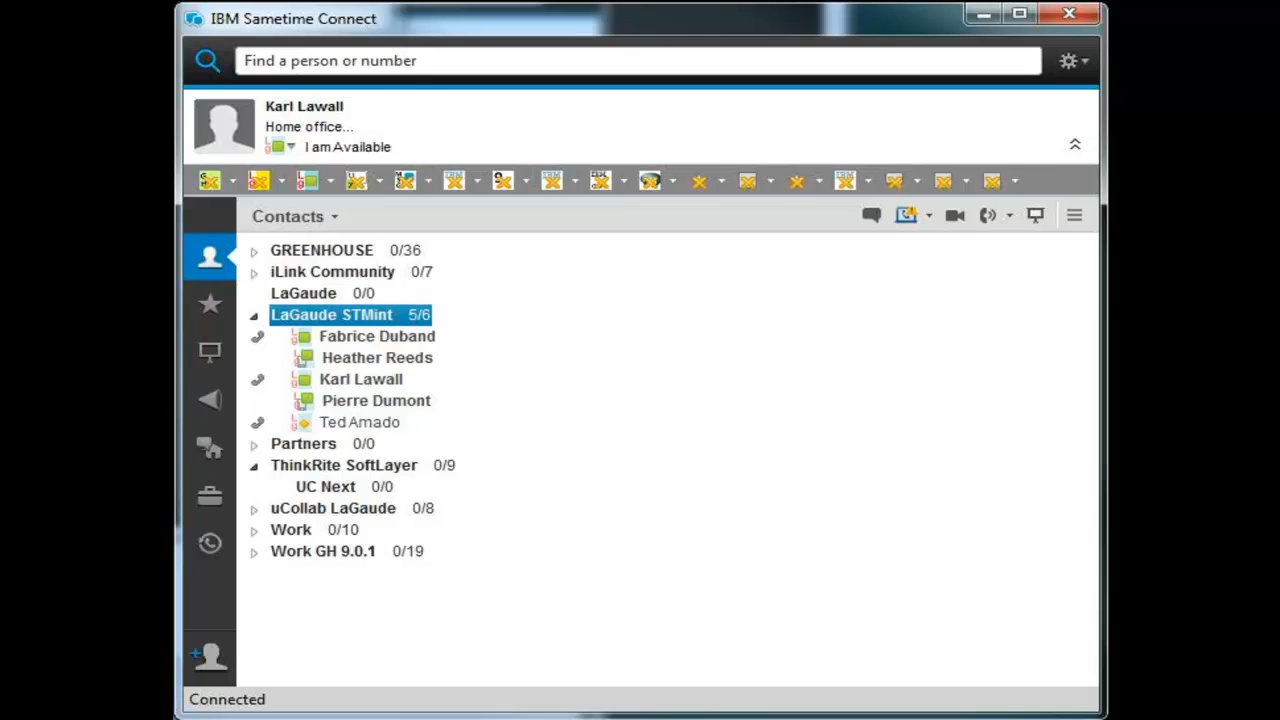 IBM Sametime Connect
Find a person or number
Karl Lawall
Home office...
I am Available
Contacts
GREENHOUSE 0/36
iLink Community 0/7
LaGaude 0/0
LaGaude STMint 5/6
Fabrice Duband
Heather Reeds
Karl Lawall
Pierre Dumont
Ted Amado
Partners 0/0
ThinkRite SoftLayer 0/9
UC Next 0/0
uCollab LaGaude 0/8
Work 0/10
Work GH 9.0.1 0/19
Connected